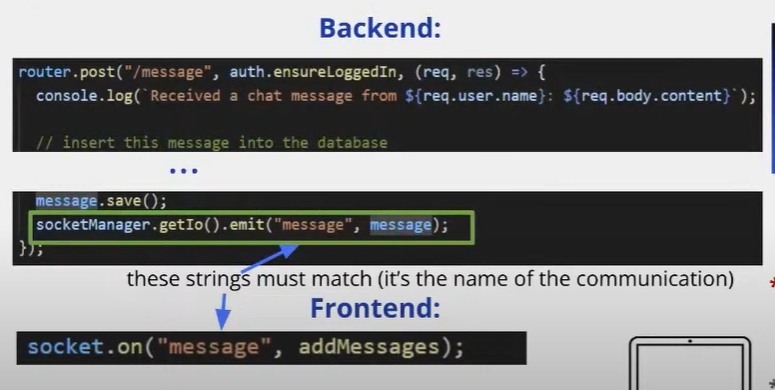 Backend:
router.post("/message", auth.ensureLoggedIn, (req, res) => {
console.log(`Received a chat message from ${req.user.name}: ${req.body.content}`);
// insert this message into the database
...
message.save();
socketManager.getIo().emit("message", message);
});
these strings must match (it's the name of the communication)
Frontend:
socket.on("message", addMessages);
*
*